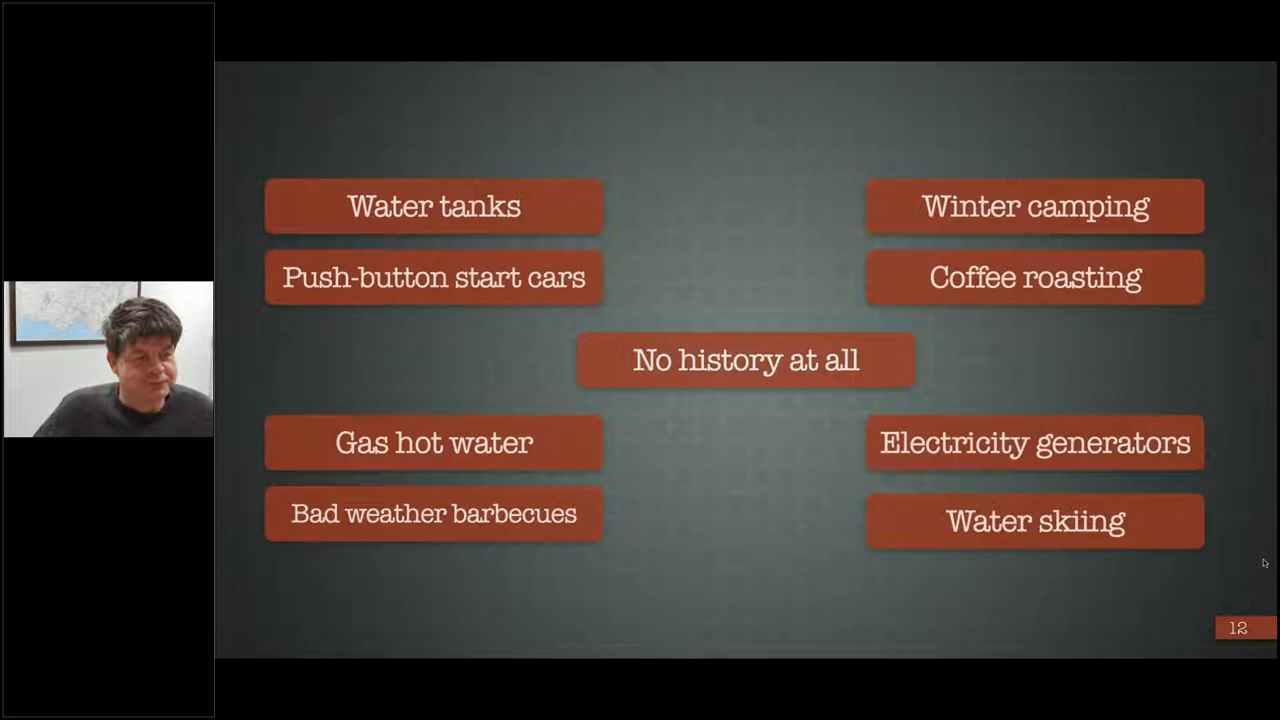 Water tanks
Winter camping
Push-button start cars
Coffee roasting
No history at all
Gas hot water
Electricity generators
Bad weather barbecues
Water skiing
12